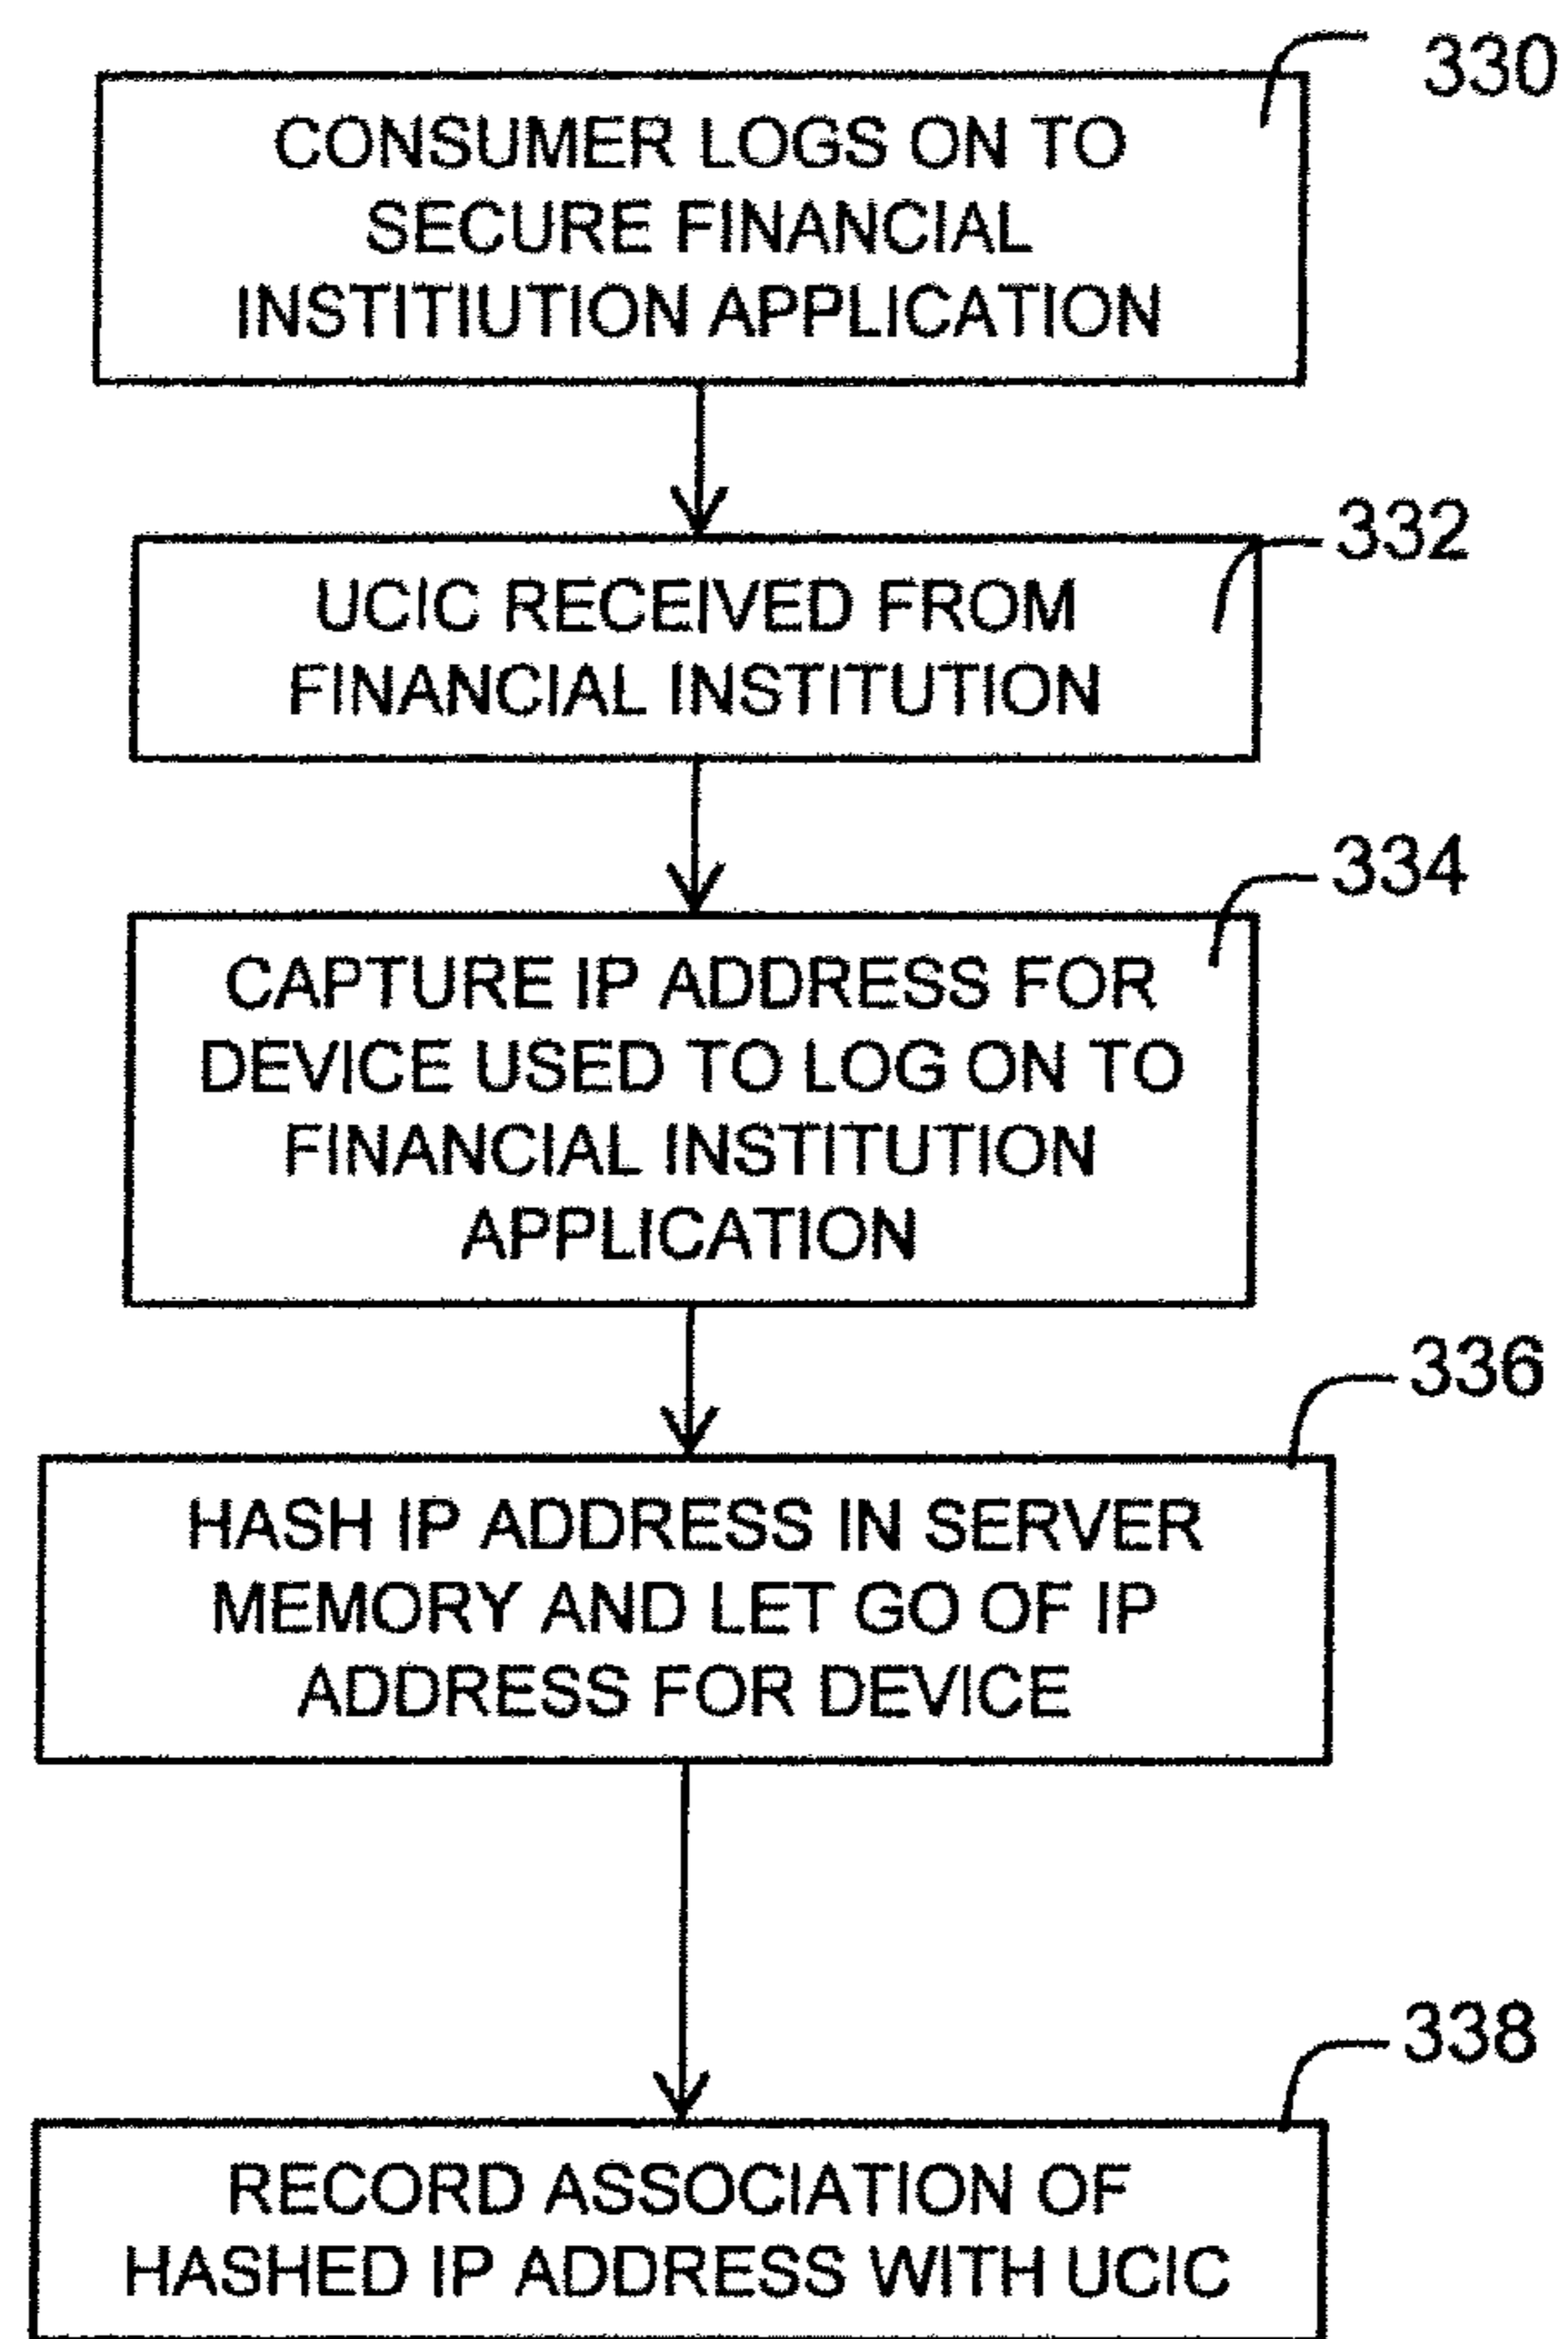 330
CONSUMER LOGS ON TO
SECURE FINANCIAL
INSTITIUTION APPLICATION
332
UCIC RECEIVED FROM
FINANCIAL INSTITUTION
334
CAPTURE IP ADDRESS FOR
DEVICE USED TO LOG ON TO
FINANCIAL INSTITUTION
APPLICATION
336
HASH IP ADDRESS IN SERVER
MEMORY AND LET GO OF IP
ADDRESS FOR DEVICE
338
RECORD ASSOCIATION OF
HASHED IP ADDRESS WITH UCIC